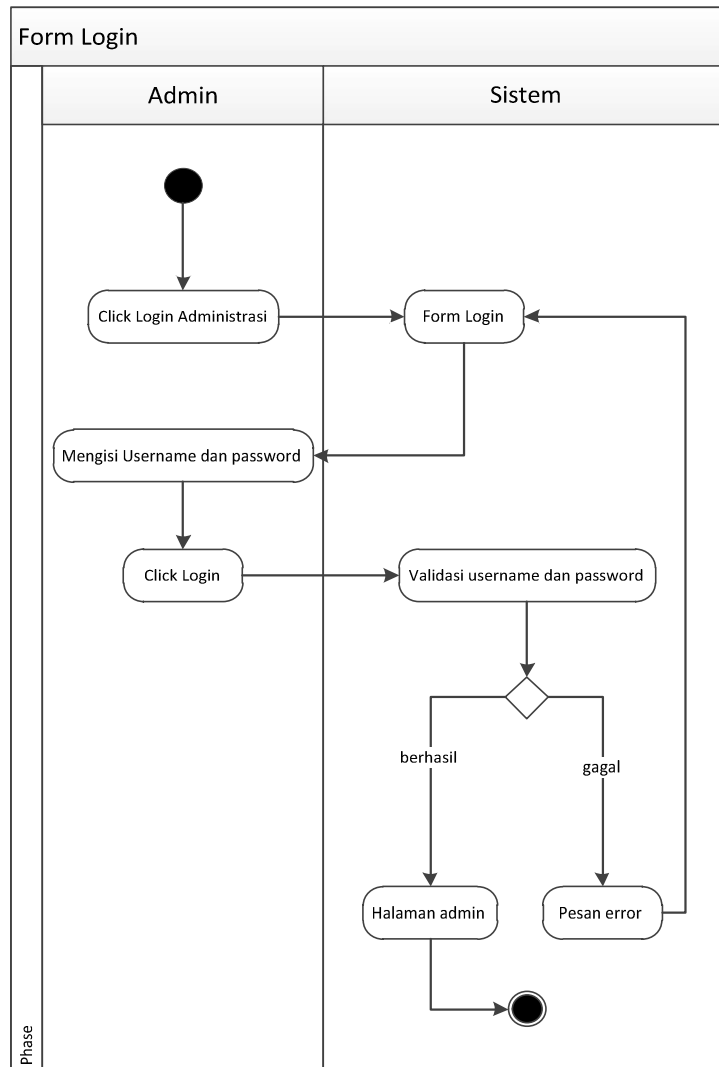 Form Login
Admin
Sistem
Click Login Administrasi
Form Login
Mengisi Username dan password
Click Login
Validasi username dan password
berhasil
gagal
Halaman admin
Pesan error
Phase